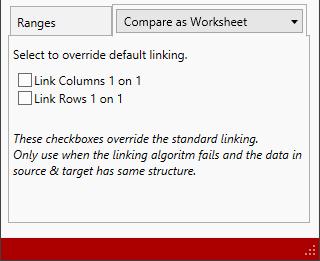 Ranges
Compare as Worksheet
Select to override default linking.
Link Columns 1 on 1
Link Rows 1 on 1
These checkboxes override the standard linking.
Only use when the linking algoritm fails and the data in
source & target has same structure.